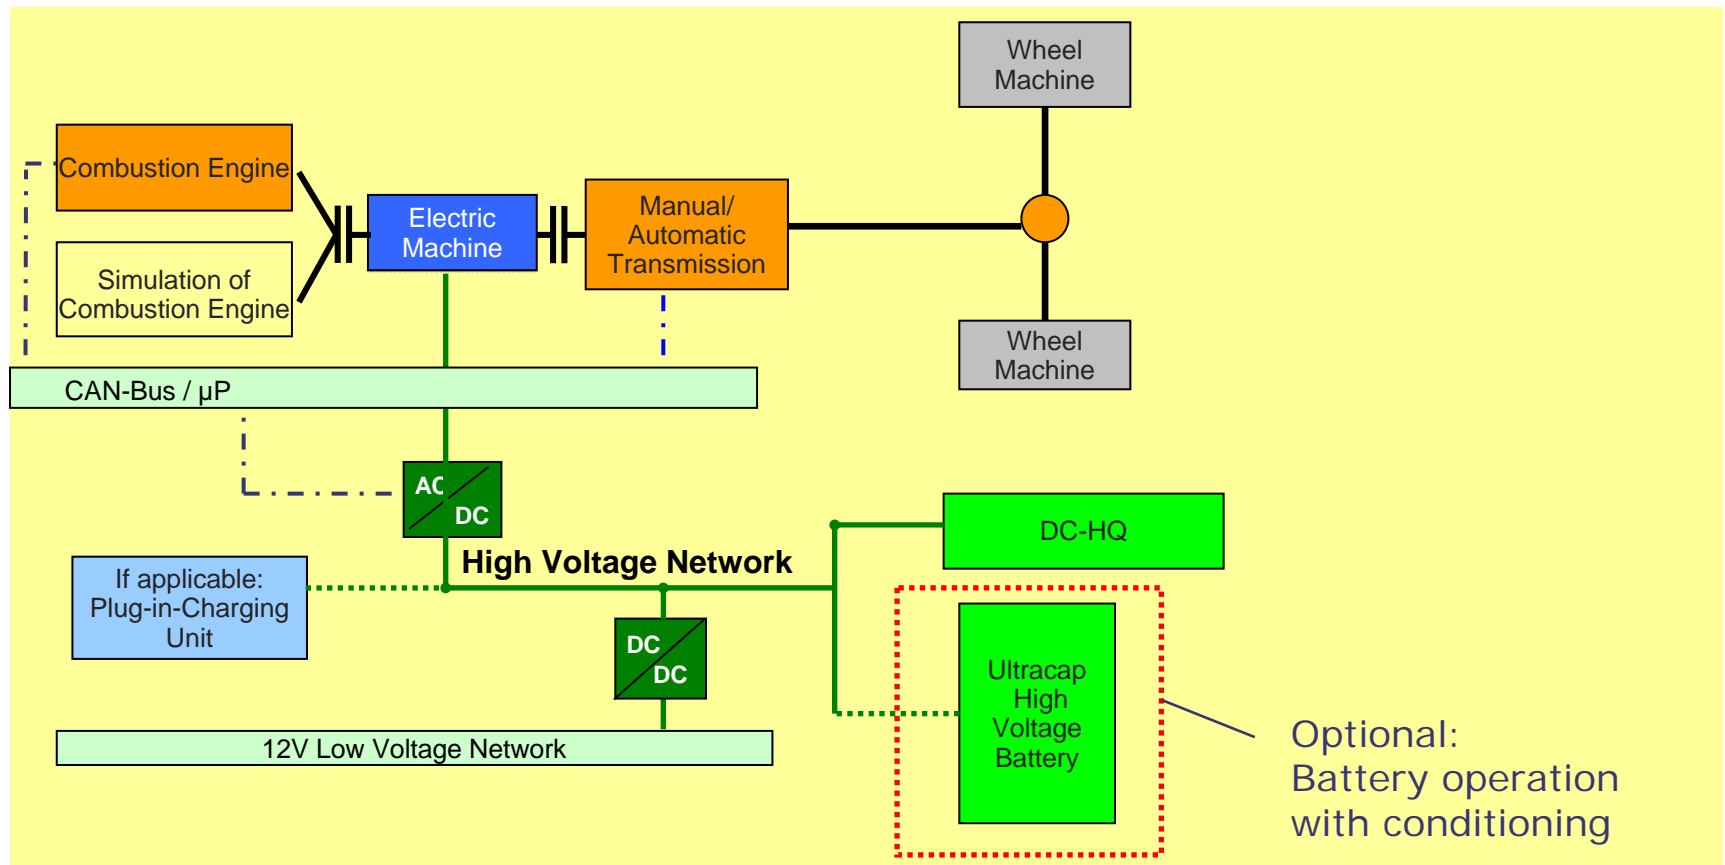 Wheel
Machine
Combustion Engine
Electric
Machine
Manual/
Automatic
Transmission
Simulation of
Combustion Engine
Wheel
Machine
CAN-Bus / µP
AC
DC
DC-HQ
High Voltage Network
If applicable:
Plug-in-Charging
Unit
DC
DC
Ultracap
High
Voltage
Battery
12V Low Voltage Network
Optional:
Battery operation
with conditioning